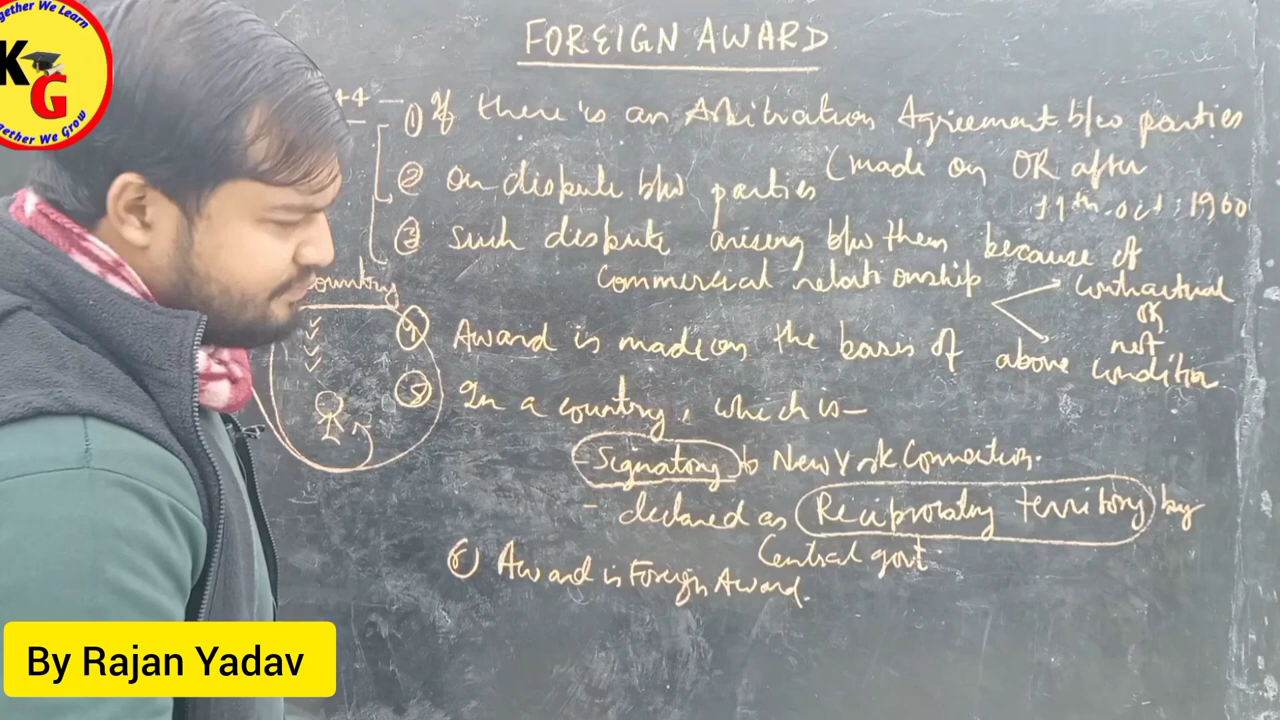 ogether We Learn
KG
gether We Grow
FOREIGN AWARD
44 — ① If there is an Arbitration Agreement b/w parties
(made on OR after
11th Oct, 1960
② On dispute b/w parties
③ such dispute arising b/w them because of
commercial relationship
contractual
OR
not
④ Award is made on the basis of above condition
ountry
⑤ In a country, which is —
- Signatory to New York Convention.
- declared as Reciprocating territory by
Central govt
⑥ Award is Foreign Award.
By Rajan Yadav